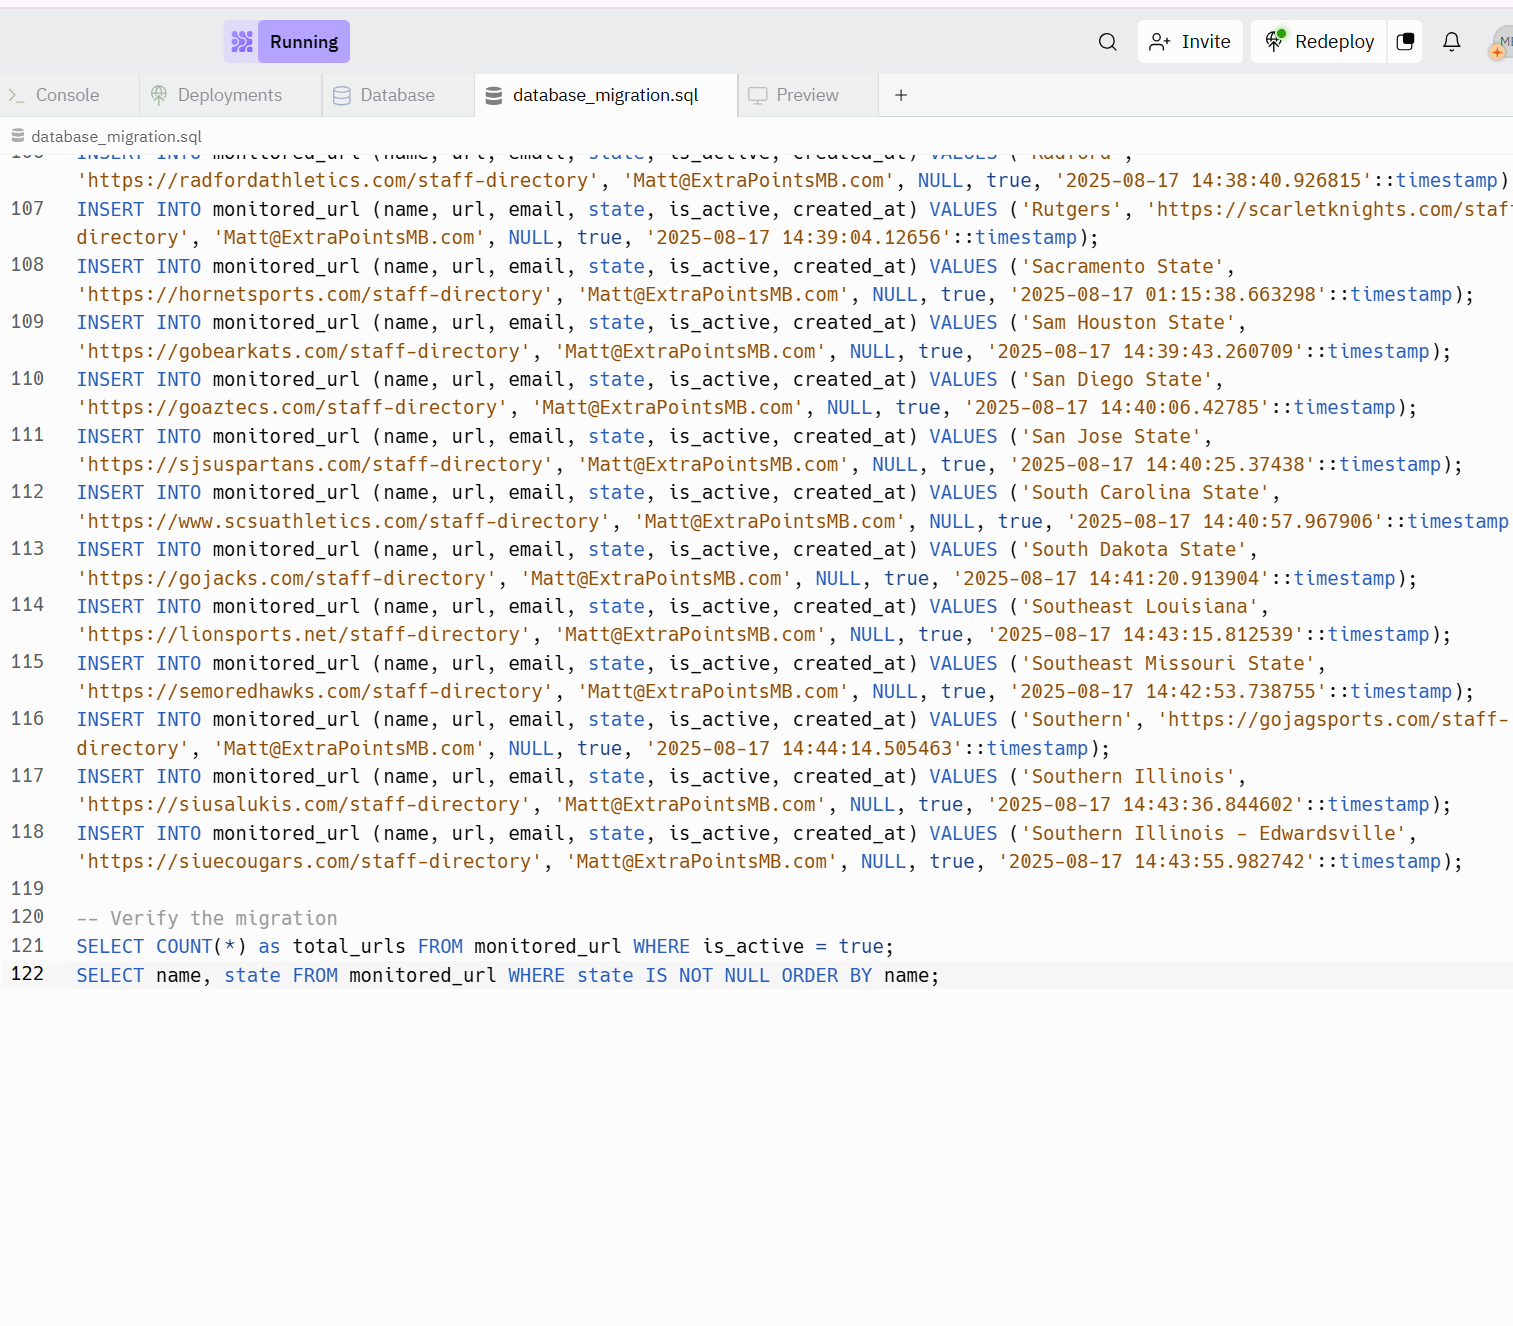 Running
Invite
Redeploy
Console
Deployments
Database
database_migration.sql
Preview
+
database_migration.sql
106 INSERT INTO monitored_url (name, url, email, state, is_active, created_at) VALUES ('Radford',
'https://radfordathletics.com/staff-directory', 'Matt@ExtraPointsMB.com', NULL, true, '2025-08-17 14:38:40.926815'::timestamp)
107 INSERT INTO monitored_url (name, url, email, state, is_active, created_at) VALUES ('Rutgers', 'https://scarletknights.com/staf
directory', 'Matt@ExtraPointsMB.com', NULL, true, '2025-08-17 14:39:04.12656'::timestamp);
108 INSERT INTO monitored_url (name, url, email, state, is_active, created_at) VALUES ('Sacramento State',
'https://hornetsports.com/staff-directory', 'Matt@ExtraPointsMB.com', NULL, true, '2025-08-17 01:15:38.663298'::timestamp);
109 INSERT INTO monitored_url (name, url, email, state, is_active, created_at) VALUES ('Sam Houston State',
'https://gobearkats.com/staff-directory', 'Matt@ExtraPointsMB.com', NULL, true, '2025-08-17 14:39:43.260709'::timestamp);
110 INSERT INTO monitored_url (name, url, email, state, is_active, created_at) VALUES ('San Diego State',
'https://goaztecs.com/staff-directory', 'Matt@ExtraPointsMB.com', NULL, true, '2025-08-17 14:40:06.42785'::timestamp);
111 INSERT INTO monitored_url (name, url, email, state, is_active, created_at) VALUES ('San Jose State',
'https://sjsuspartans.com/staff-directory', 'Matt@ExtraPointsMB.com', NULL, true, '2025-08-17 14:40:25.37438'::timestamp);
112 INSERT INTO monitored_url (name, url, email, state, is_active, created_at) VALUES ('South Carolina State',
'https://www.scsuathletics.com/staff-directory', 'Matt@ExtraPointsMB.com', NULL, true, '2025-08-17 14:40:57.967906'::timestamp
113 INSERT INTO monitored_url (name, url, email, state, is_active, created_at) VALUES ('South Dakota State',
'https://gojacks.com/staff-directory', 'Matt@ExtraPointsMB.com', NULL, true, '2025-08-17 14:41:20.913904'::timestamp);
114 INSERT INTO monitored_url (name, url, email, state, is_active, created_at) VALUES ('Southeast Louisiana',
'https://lionsports.net/staff-directory', 'Matt@ExtraPointsMB.com', NULL, true, '2025-08-17 14:43:15.812539'::timestamp);
115 INSERT INTO monitored_url (name, url, email, state, is_active, created_at) VALUES ('Southeast Missouri State',
'https://semoredhawks.com/staff-directory', 'Matt@ExtraPointsMB.com', NULL, true, '2025-08-17 14:42:53.738755'::timestamp);
116 INSERT INTO monitored_url (name, url, email, state, is_active, created_at) VALUES ('Southern', 'https://gojagsports.com/staff-
directory', 'Matt@ExtraPointsMB.com', NULL, true, '2025-08-17 14:44:14.505463'::timestamp);
117 INSERT INTO monitored_url (name, url, email, state, is_active, created_at) VALUES ('Southern Illinois',
'https://siusalukis.com/staff-directory', 'Matt@ExtraPointsMB.com', NULL, true, '2025-08-17 14:43:36.844602'::timestamp);
118 INSERT INTO monitored_url (name, url, email, state, is_active, created_at) VALUES ('Southern Illinois - Edwardsville',
'https://siuecougars.com/staff-directory', 'Matt@ExtraPointsMB.com', NULL, true, '2025-08-17 14:43:55.982742'::timestamp);
119
120 -- Verify the migration
121 SELECT COUNT(*) as total_urls FROM monitored_url WHERE is_active = true;
122 SELECT name, state FROM monitored_url WHERE state IS NOT NULL ORDER BY name;